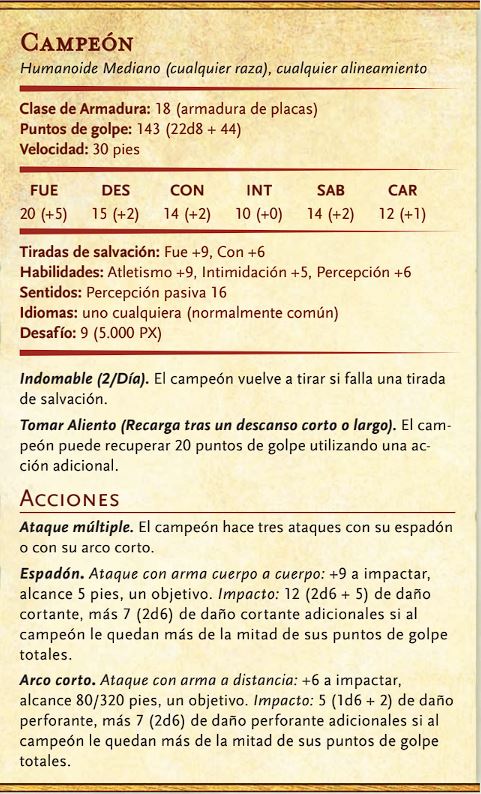 CAMPEÓN
Humanoide Mediano (cualquier raza), cualquier alineamiento
Clase de Armadura: 18 (armadura de placas)
Puntos de golpe: 143 (22d8 + 44)
Velocidad: 30 pies
FUE DES CON INT SAB CAR
20 (+5) 15 (+2) 14 (+2) 10 (+0) 14 (+2) 12 (+1)
Tiradas de salvación: Fue +9, Con +6
Habilidades: Atletismo +9, Intimidación +5, Percepción +6
Sentidos: Percepción pasiva 16
Idiomas: uno cualquiera (normalmente común)
Desafío: 9 (5.000 PX)
Indomable (2/Día). El campeón vuelve a tirar si falla una tirada
de salvación.
Tomar Aliento (Recarga tras un descanso corto o largo). El cam-
peón puede recuperar 20 puntos de golpe utilizando una ac-
ción adicional.
ACCIONES
Ataque múltiple. El campeón hace tres ataques con su espadón
o con su arco corto.
Espadón. Ataque con arma cuerpo a cuerpo: +9 a impactar,
alcance 5 pies, un objetivo. Impacto: 12 (2d6 + 5) de daño
cortante, más 7 (2d6) de daño cortante adicionales si al
campeón le quedan más de la mitad de sus puntos de golpe
totales.
Arco corto. Ataque con arma a distancia: +6 a impactar,
alcance 80/320 pies, un objetivo. Impacto: 5 (1d6 + 2) de daño
perforante, más 7 (2d6) de daño perforante adicionales si al
campeón le quedan más de la mitad de sus puntos de golpe
totales.